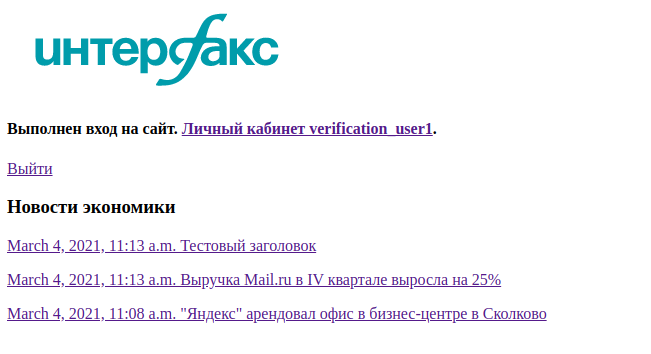 интерфакс
Выполнен вход на сайт. Личный кабинет verification_user1.
Выйти
Новости экономики
March 4, 2021, 11:13 a.m. Тестовый заголовок
March 4, 2021, 11:13 a.m. Выручка Mail.ru в IV квартале выросла на 25%
March 4, 2021, 11:08 a.m. "Яндекс" арендовал офис в бизнес-центре в Сколково